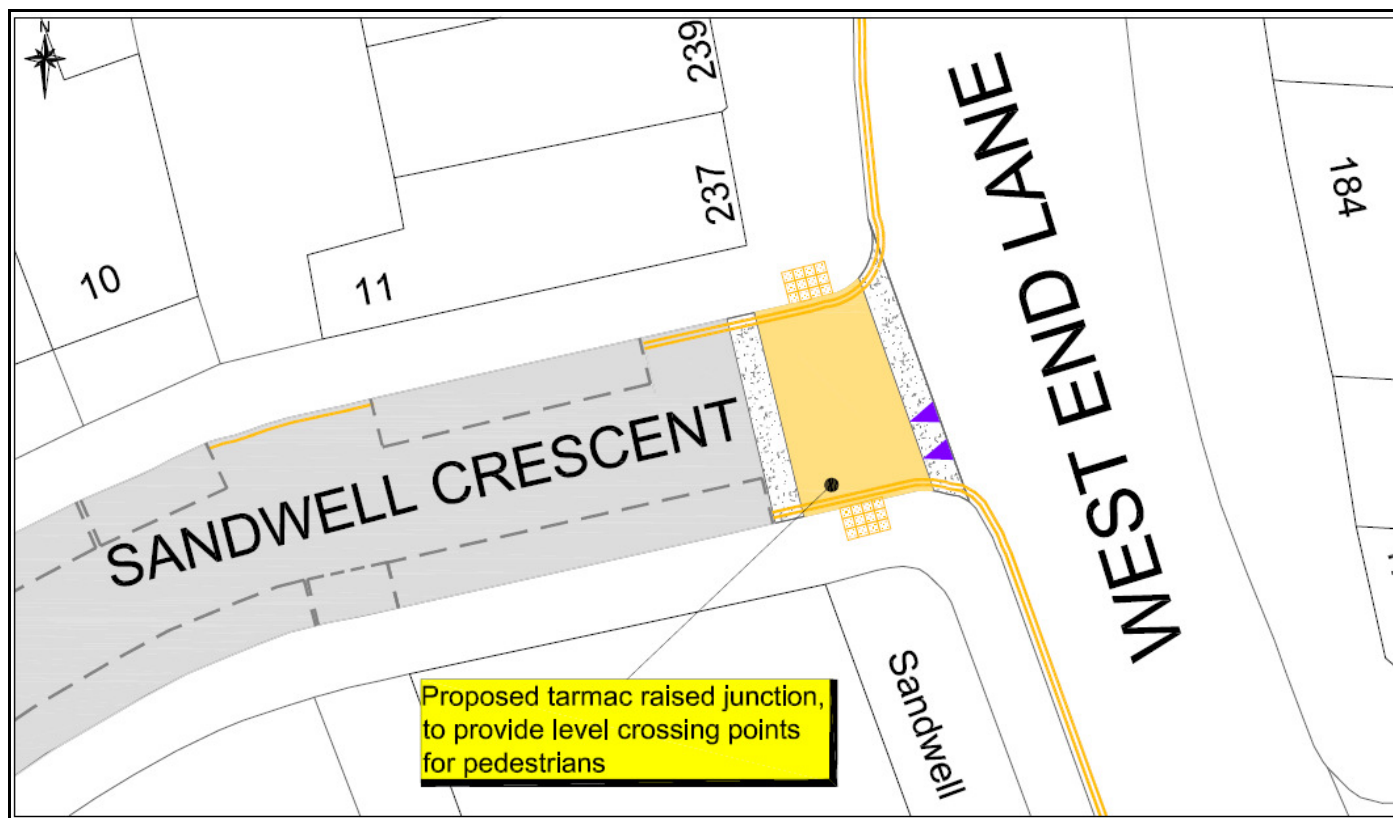 N
239
237
10
11
184
WEST END LANE
SANDWELL CRESCENT
Sandwell
Proposed tarmac raised junction,
to provide level crossing points
for pedestrians